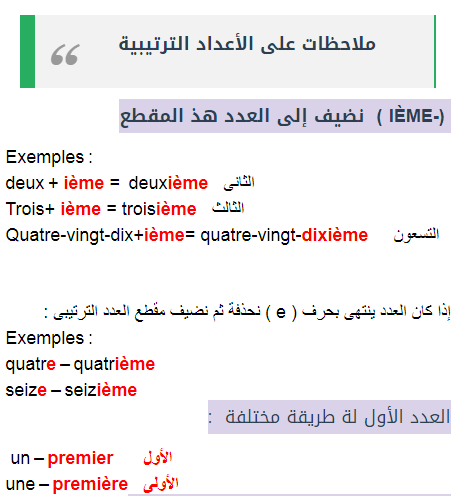 ملاحظات على الأعداد الترتيبية
(-IÈME ) نضيف إلى العدد هذ المقطع
Exemples :
deux + ième = deuxième الثانى
Trois+ ième = troisième الثالث
Quatre-vingt-dix+ième= quatre-vingt-dixième التسعون
إذا كان العدد ينتهى بحرف ( e ) نحذفة ثم نضيف مقطع العدد الترتيبى :
Exemples :
quatre – quatrième
seize – seizième
العدد الأول لة طريقة مختلفة :
un – premier الأول
une – première الأولى